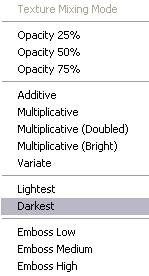 Texture Mixing Mode
Opacity 25%
Opacity 50%
Opacity 75%
Additive
Multiplicative
Multiplicative (Doubled)
Multiplicative (Bright)
Variate
Lightest
Darkest
Emboss Low
Emboss Medium
Emboss High